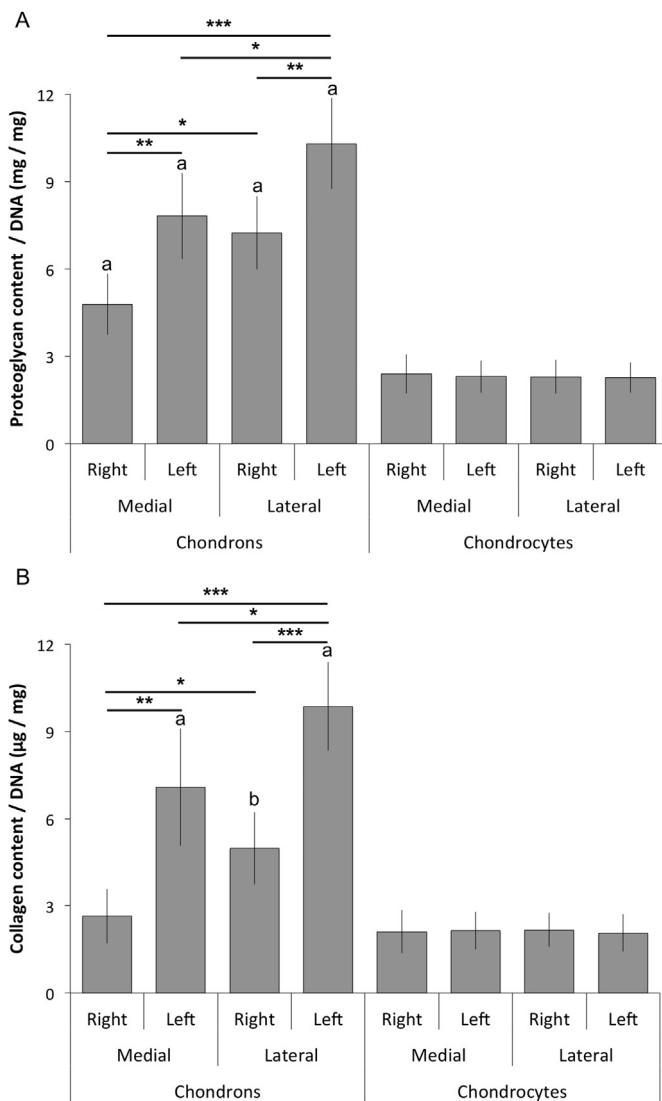 A
***
*
**
12
a
*
**
a
a
9
a
6
3
0
Proteoglycan content / DNA (mg / mg)
Right Left Right Left Right Left Right Left
Medial Lateral Medial Lateral
Chondrons Chondrocytes
B
***
*
***
12
a
*
**
a
9
b
6
3
0
Collagen content / DNA (µg / mg)
Right Left Right Left Right Left Right Left
Medial Lateral Medial Lateral
Chondrons Chondrocytes